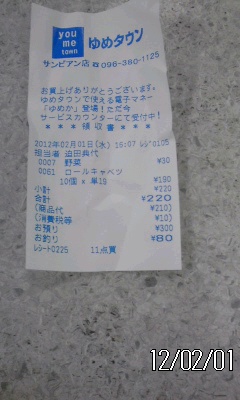 you
me
town
ゆめタウン
サンピアン店 ☎096-380-1125
お買上げありがとうございます。
ゆめタウンで使える電子マネー
「ゆめか」登場!ただ今
サービスカウンターにて受付中!
* * * 領 収 書 * * *
2012年02月01日(水) 16:07 レジ0105
担当者 迫田典代
0007 野菜 ¥30
0061 ロールキャベツ
10個 × 単19 ¥190
小計 ¥220
合計 ¥220
(商品代 ¥210)
(消費税等 ¥10)
お預り ¥300
お釣り ¥80
レシート0225 11点買
12/02/01